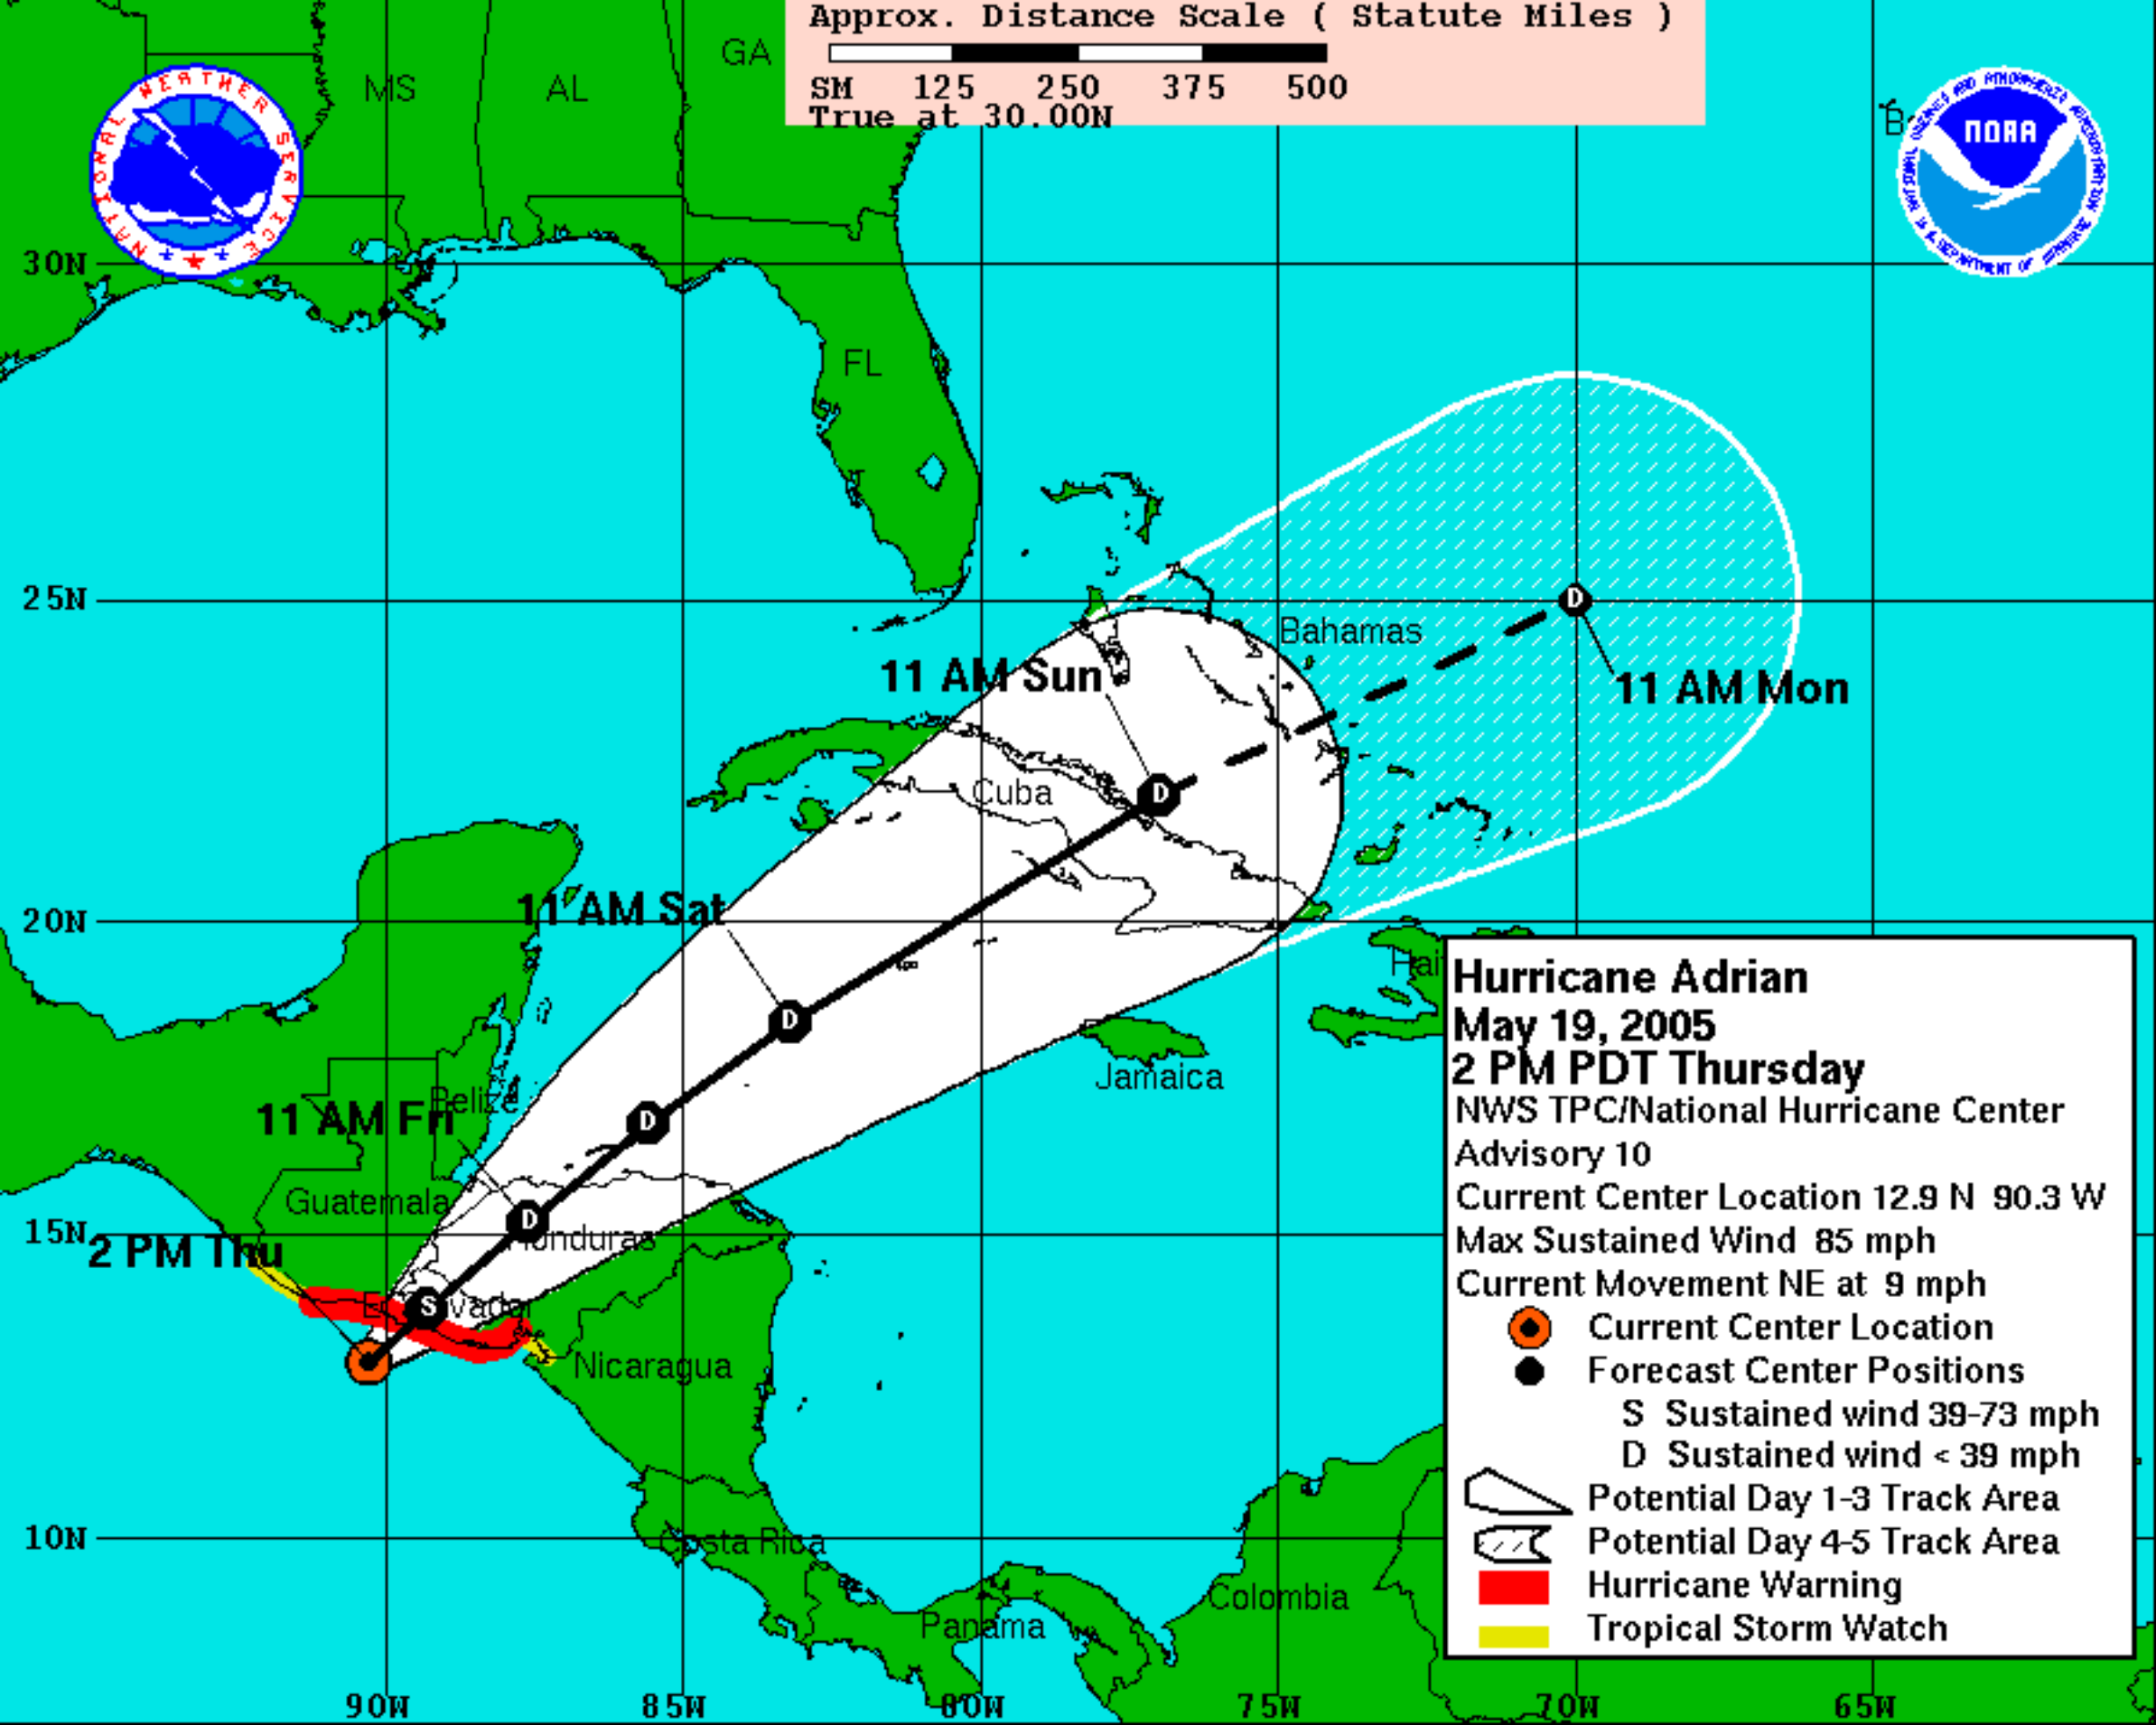 Approx. Distance Scale ( Statute Miles )
SM 125 250 375 500
True at 30.00N
MS
AL
GA
NATIONAL WEATHER SERVICE
NOAA
30N
FL
25N
Bahamas
11 AM Sun
11 AM Mon
Cuba
11 AM Sat
20N
Jamaica
Belize
11 AM Fri
Guatemala
15N
Honduras
2 PM Thu
S
D
D
D
D
D
Nicaragua
10N
Costa Rica
Panama
Colombia
90W 85W 80W 75W 70W 65W
Hurricane Adrian
May 19, 2005
2 PM PDT Thursday
NWS TPC/National Hurricane Center
Advisory 10
Current Center Location 12.9 N 90.3 W
Max Sustained Wind 85 mph
Current Movement NE at 9 mph
Current Center Location
Forecast Center Positions
S Sustained wind 39-73 mph
D Sustained wind < 39 mph
Potential Day 1-3 Track Area
Potential Day 4-5 Track Area
Hurricane Warning
Tropical Storm Watch